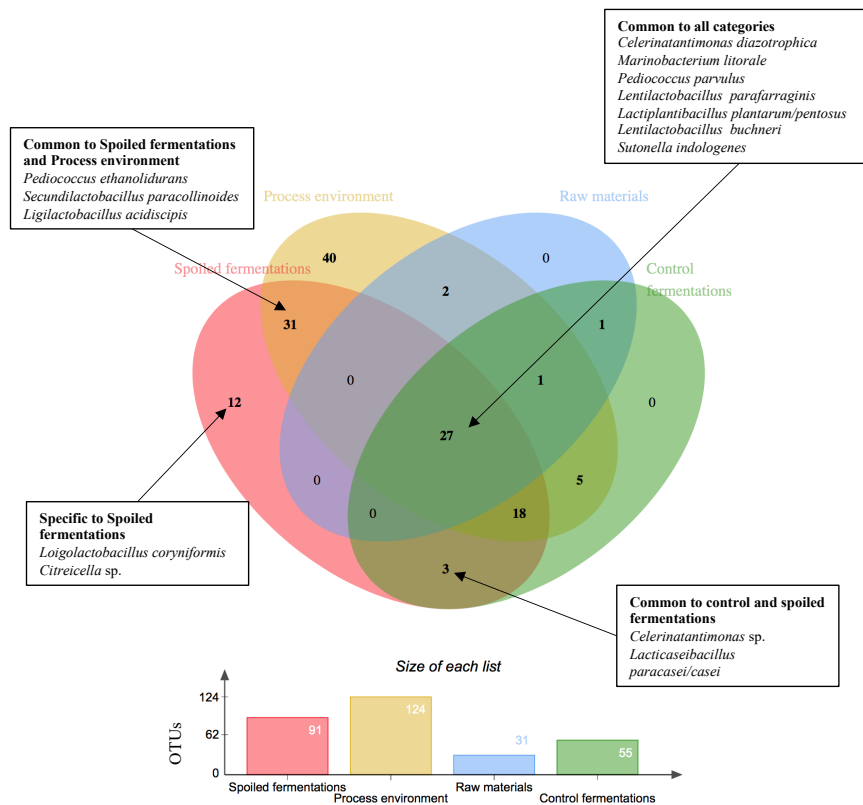 Common to all categories
Celerinatantimonas diazotrophica
Marinobacterium litorale
Pediococcus parvulus
Lentilactobacillus parafarraginis
Lactiplantibacillus plantarum/pentosus
Lentilactobacillus buchneri
Sutonella indologenes
Common to Spoiled fermentations
and Process environment
Pediococcus ethanolidurans
Secundilactobacillus paracollinoides
Ligilactobacillus acidiscipis
Process environment
Raw materials
Spoiled fermentations
Control
fermentations
40
0
2
31
1
0
1
12
0
27
0
5
0
18
3
Specific to Spoiled
fermentations
Loigolactobacillus coryniformis
Citreicella sp.
Common to control and spoiled
fermentations
Celerinatantimonas sp.
Lacticaseibacillus
paracasei/casei
Size of each list
OTUs
124
62
0
91
124
31
55
Spoiled fermentations
Process environment
Raw materials
Control fermentations